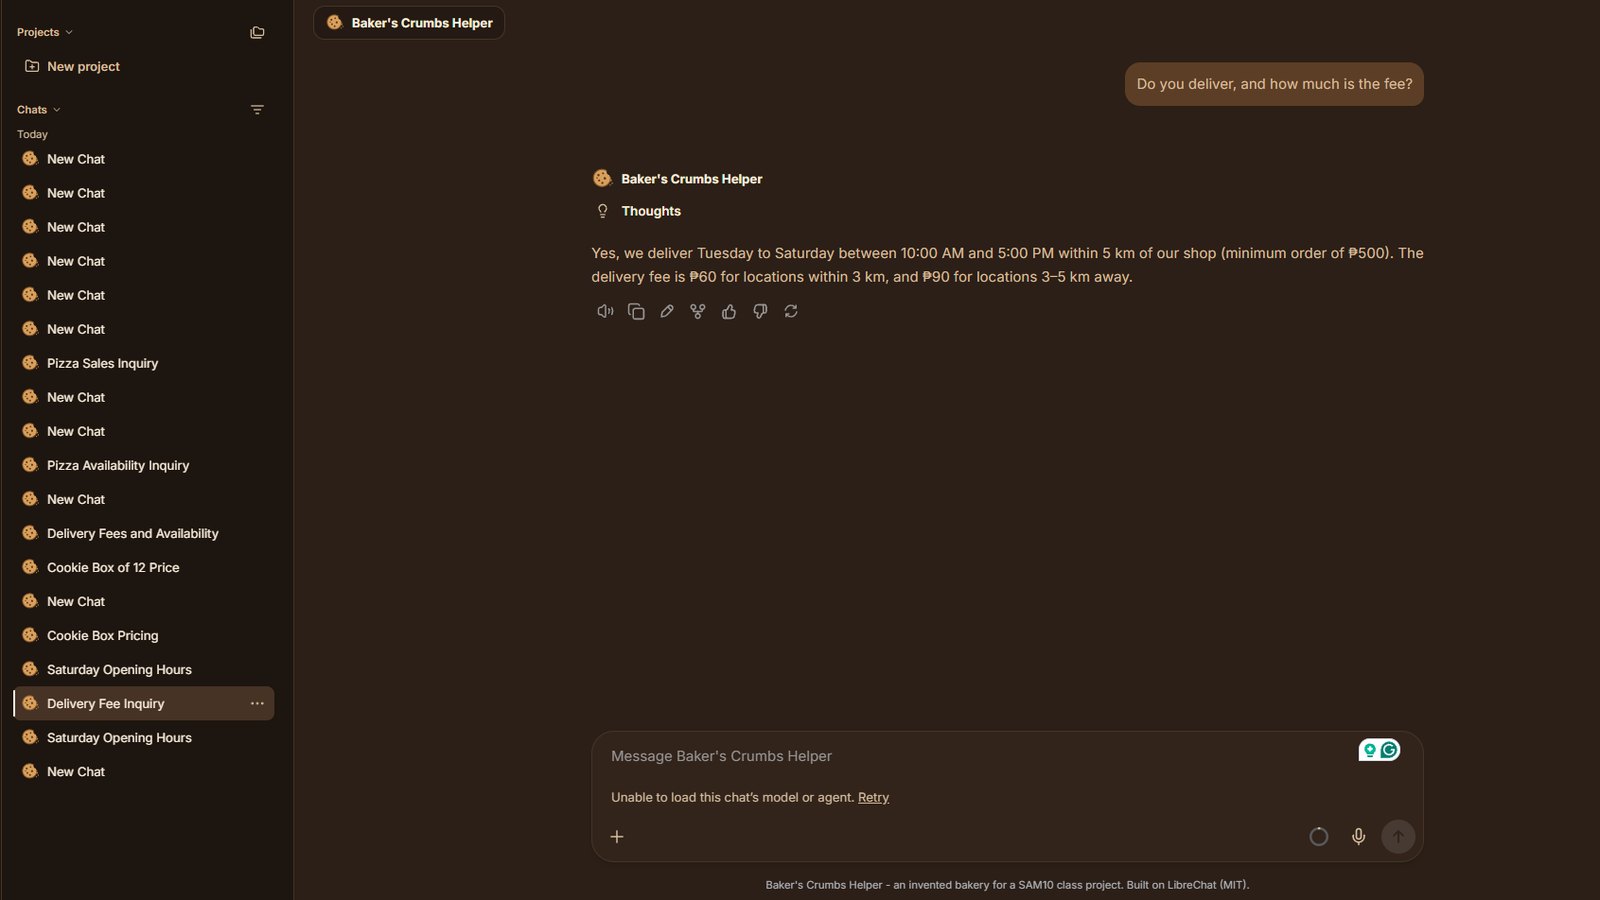 Projects
New project
Chats
Today
New Chat
New Chat
New Chat
New Chat
New Chat
New Chat
Pizza Sales Inquiry
New Chat
New Chat
Pizza Availability Inquiry
New Chat
Delivery Fees and Availability
Cookie Box of 12 Price
New Chat
Cookie Box Pricing
Saturday Opening Hours
Delivery Fee Inquiry
Saturday Opening Hours
New Chat
Baker's Crumbs Helper
Do you deliver, and how much is the fee?
Baker's Crumbs Helper
Thoughts
Yes, we deliver Tuesday to Saturday between 10:00 AM and 5:00 PM within 5 km of our shop (minimum order of ₱500). The
delivery fee is ₱60 for locations within 3 km, and ₱90 for locations 3–5 km away.
Message Baker's Crumbs Helper
Unable to load this chat’s model or agent. Retry
Baker's Crumbs Helper - an invented bakery for a SAM10 class project. Built on LibreChat (MIT).